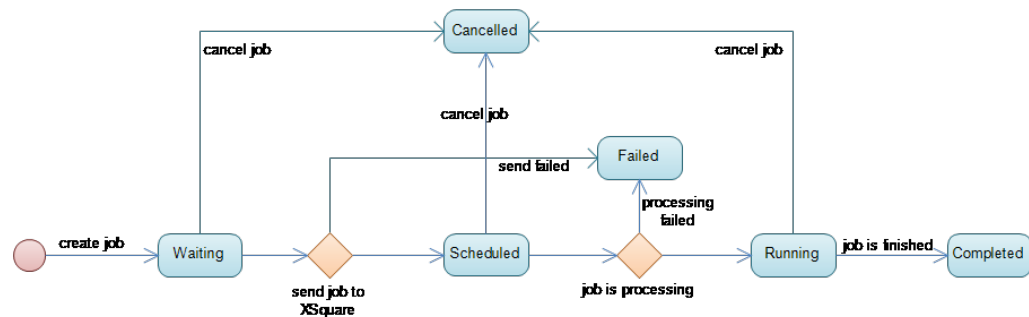 Cancelled
cancel job
cancel job
cancel job
Failed
send failed
processing
failed
create job
Waiting
Scheduled
Running
job is finished
Completed
send job to
XSquare
job is processing